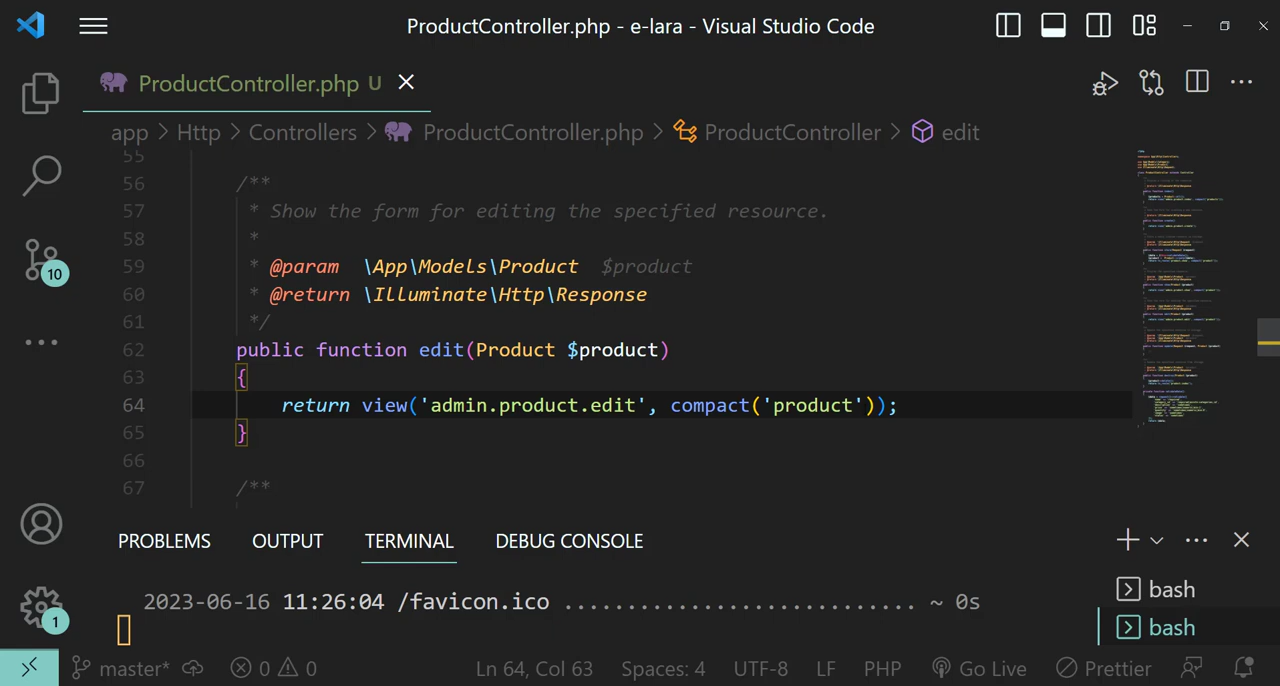 ProductController.php - e-lara - Visual Studio Code
ProductController.php U
app > Http > Controllers > ProductController.php > ProductController > edit
55
56 /**
57 * Show the form for editing the specified resource.
58 *
59 * @param \App\Models\Product $product
60 * @return \Illuminate\Http\Response
61 */
62 public function edit(Product $product)
63 {
64 return view('admin.product.edit', compact('product'));
65 }
66
67 /**
10
1
PROBLEMS OUTPUT TERMINAL DEBUG CONSOLE
2023-06-16 11:26:04 /favicon.ico ............................ ~ 0s
bash
bash
master* 0 0 Ln 64, Col 63 Spaces: 4 UTF-8 LF PHP Go Live Prettier